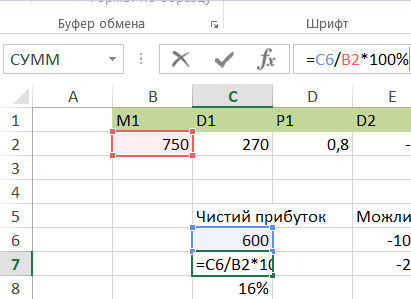 Буфер обмена Шрифт
СУММ =C6/B2*100%
A B C D E
1 M1 D1 P1 D2
2 750 270 0,8 -
3
4
5 Чистий прибуток Можли
6 600 -10
7 =C6/B2*10 -2
8 16%